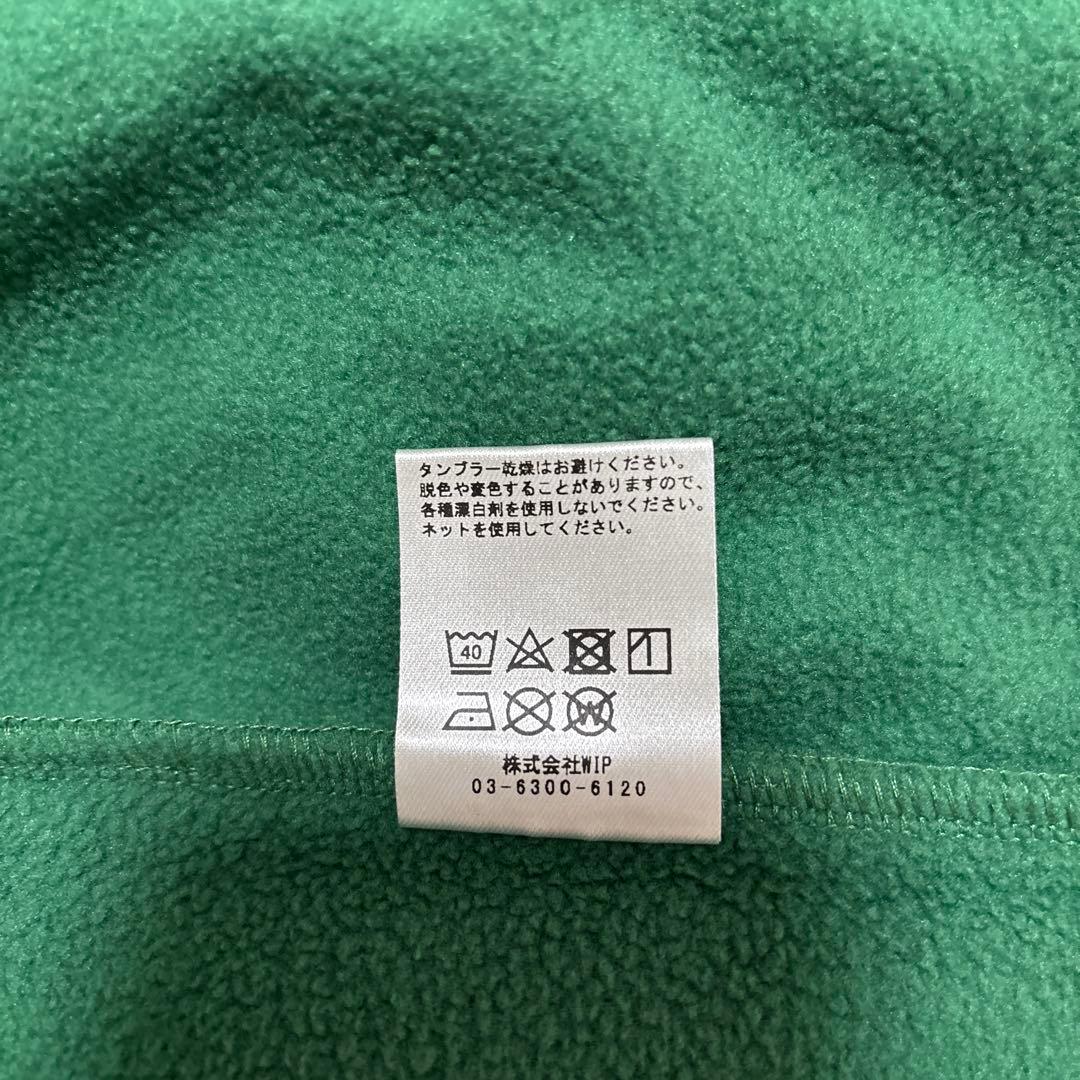 タンブラー乾燥はお避けください。
脱色や変色することがありますので、
各種漂白剤を使用しないでください。
ネットを使用してください。
40
W
株式会社WIP
03-6300-6120